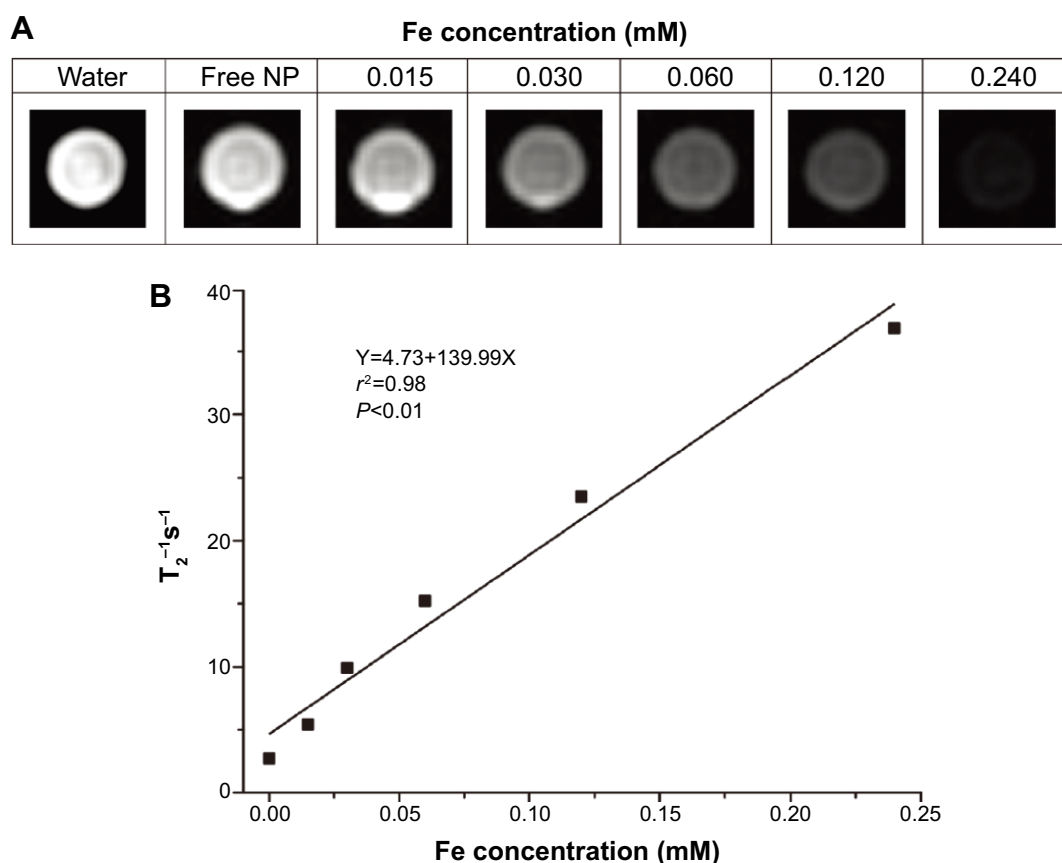 A
Fe concentration (mM)
Water Free NP 0.015 0.030 0.060 0.120 0.240
B
Y=4.73+139.99X
r²=0.98
P<0.01
40
30
20
10
0
T₂⁻¹s⁻¹
0.00 0.05 0.10 0.15 0.20 0.25
Fe concentration (mM)